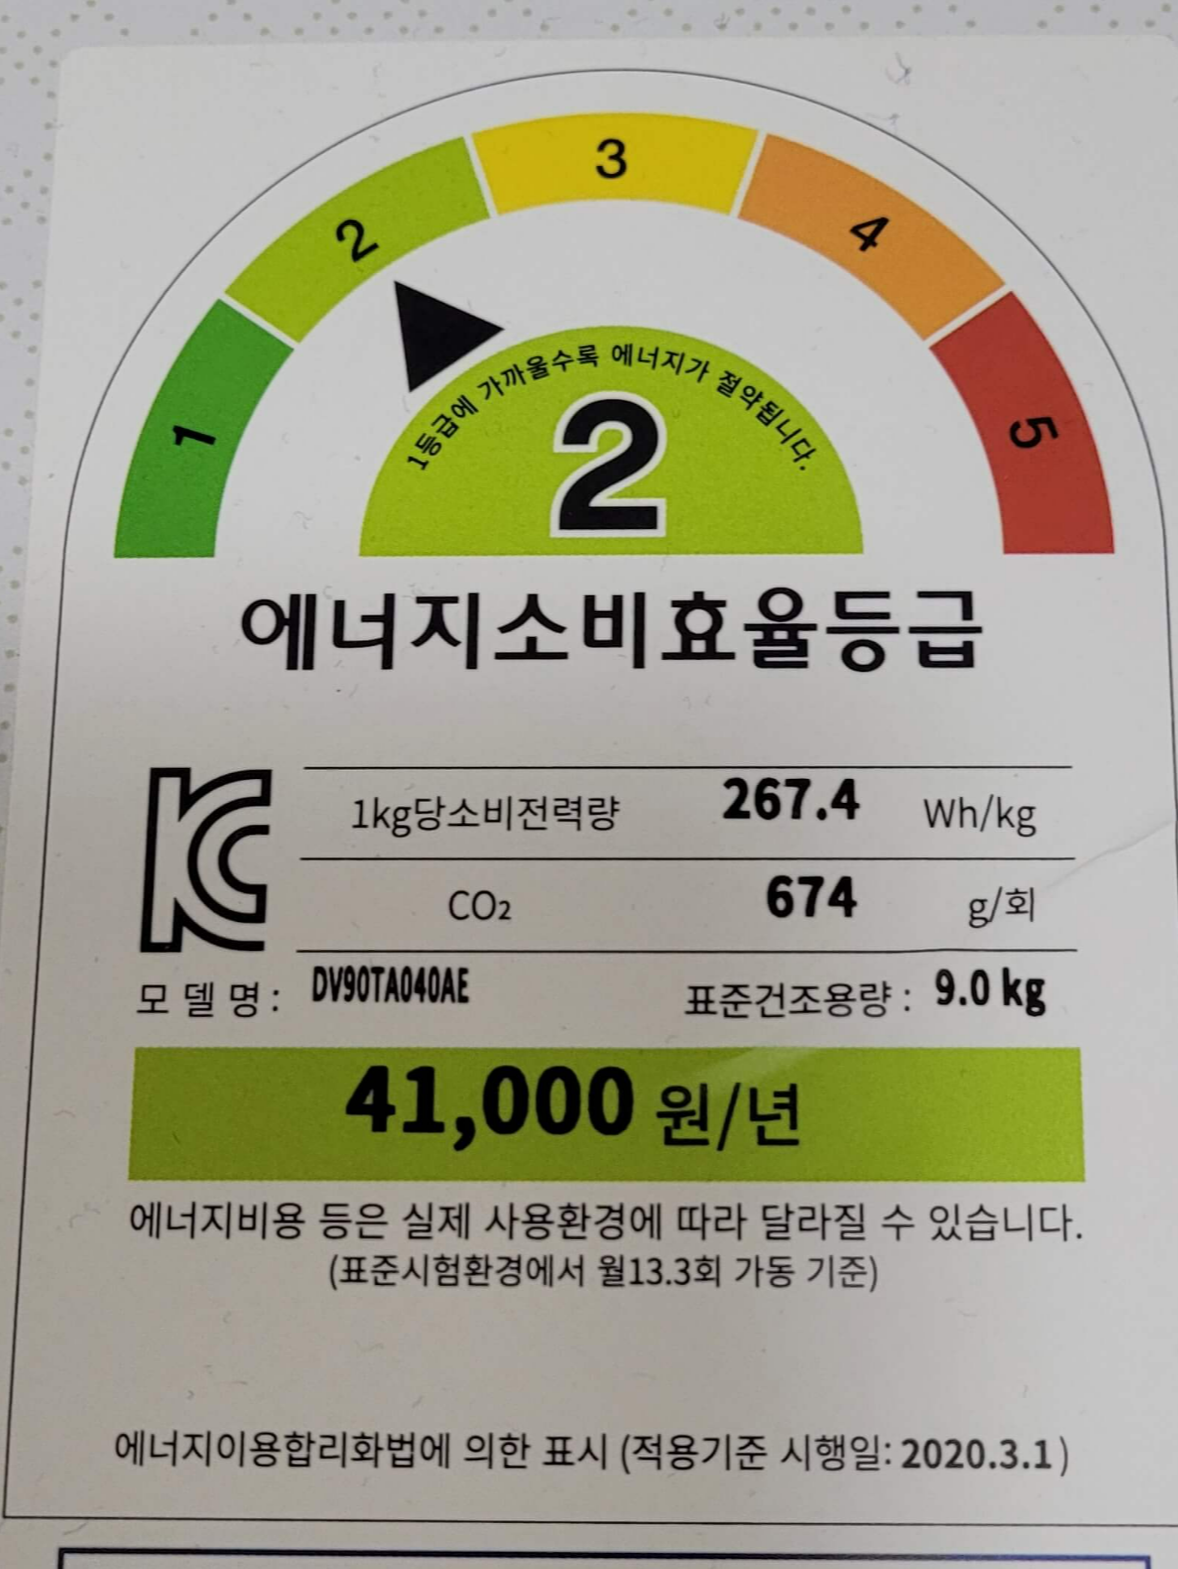 1
2
3
4
5
1등급에 가까울수록 에너지가 절약됩니다.
2
에너지소비효율등급
KC
1kg당소비전력량 267.4 Wh/kg
CO₂ 674 g/회
모델명: DV90TA040AE 표준건조용량: 9.0 kg
41,000 원/년
에너지비용 등은 실제 사용환경에 따라 달라질 수 있습니다.
(표준시험환경에서 월13.3회 가동 기준)
에너지이용합리화법에 의한 표시 (적용기준 시행일: 2020.3.1)